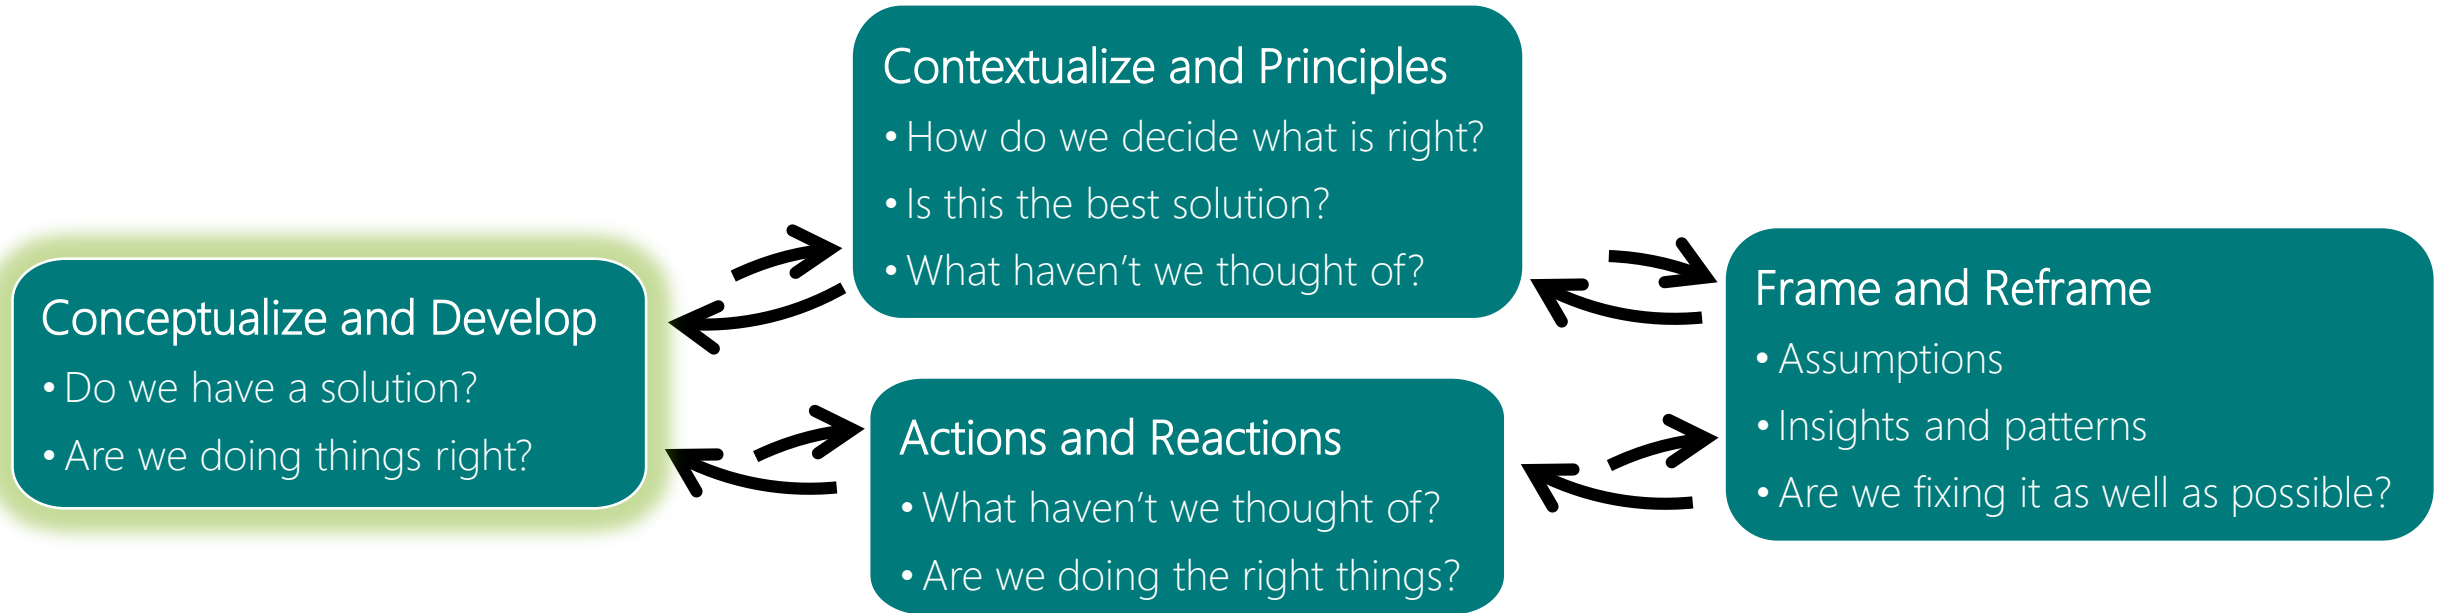 Contextualize and Principles
• How do we decide what is right?
• Is this the best solution?
• What haven’t we thought of?
Conceptualize and Develop
• Do we have a solution?
• Are we doing things right?
Actions and Reactions
• What haven’t we thought of?
• Are we doing the right things?
Frame and Reframe
• Assumptions
• Insights and patterns
• Are we fixing it as well as possible?